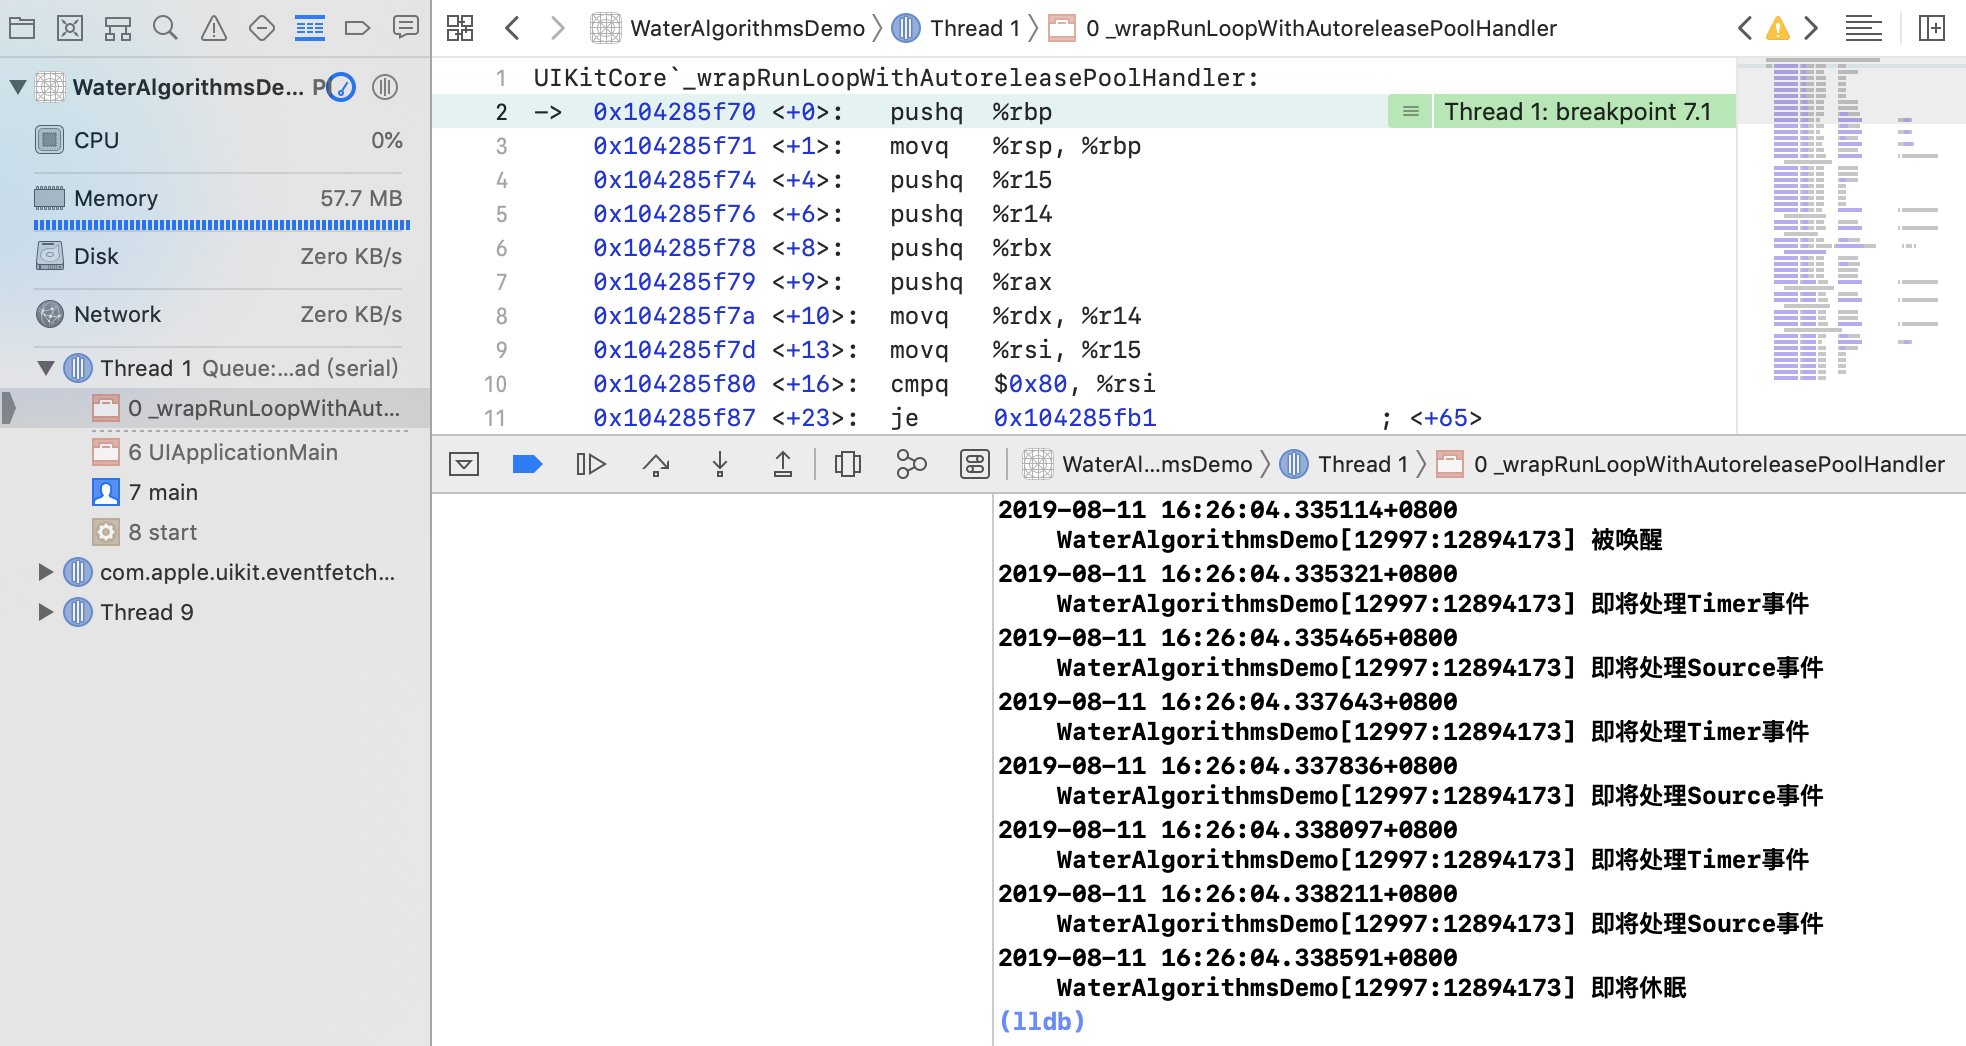 WaterAlgorithmsDe... P
CPU 0%
Memory 57.7 MB
Disk Zero KB/s
Network Zero KB/s
Thread 1 Queue:...ad (serial)
0 _wrapRunLoopWithAut...
6 UIApplicationMain
7 main
8 start
com.apple.uikit.eventfetch...
Thread 9
WaterAlgorithmsDemo Thread 1 0 _wrapRunLoopWithAutoreleasePoolHandler
1 UIKitCore`_wrapRunLoopWithAutoreleasePoolHandler:
2 -> 0x104285f70 <+0>: pushq %rbp Thread 1: breakpoint 7.1
3 0x104285f71 <+1>: movq %rsp, %rbp
4 0x104285f74 <+4>: pushq %r15
5 0x104285f76 <+6>: pushq %r14
6 0x104285f78 <+8>: pushq %rbx
7 0x104285f79 <+9>: pushq %rax
8 0x104285f7a <+10>: movq %rdx, %r14
9 0x104285f7d <+13>: movq %rsi, %r15
10 0x104285f80 <+16>: cmpq $0x80, %rsi
11 0x104285f87 <+23>: je 0x104285fb1 ; <+65>
WaterAl...msDemo Thread 1 0 _wrapRunLoopWithAutoreleasePoolHandler
2019-08-11 16:26:04.335114+0800
WaterAlgorithmsDemo[12997:12894173] 被唤醒
2019-08-11 16:26:04.335321+0800
WaterAlgorithmsDemo[12997:12894173] 即将处理Timer事件
2019-08-11 16:26:04.335465+0800
WaterAlgorithmsDemo[12997:12894173] 即将处理Source事件
2019-08-11 16:26:04.337643+0800
WaterAlgorithmsDemo[12997:12894173] 即将处理Timer事件
2019-08-11 16:26:04.337836+0800
WaterAlgorithmsDemo[12997:12894173] 即将处理Source事件
2019-08-11 16:26:04.338097+0800
WaterAlgorithmsDemo[12997:12894173] 即将处理Timer事件
2019-08-11 16:26:04.338211+0800
WaterAlgorithmsDemo[12997:12894173] 即将处理Source事件
2019-08-11 16:26:04.338591+0800
WaterAlgorithmsDemo[12997:12894173] 即将休眠
(lldb)